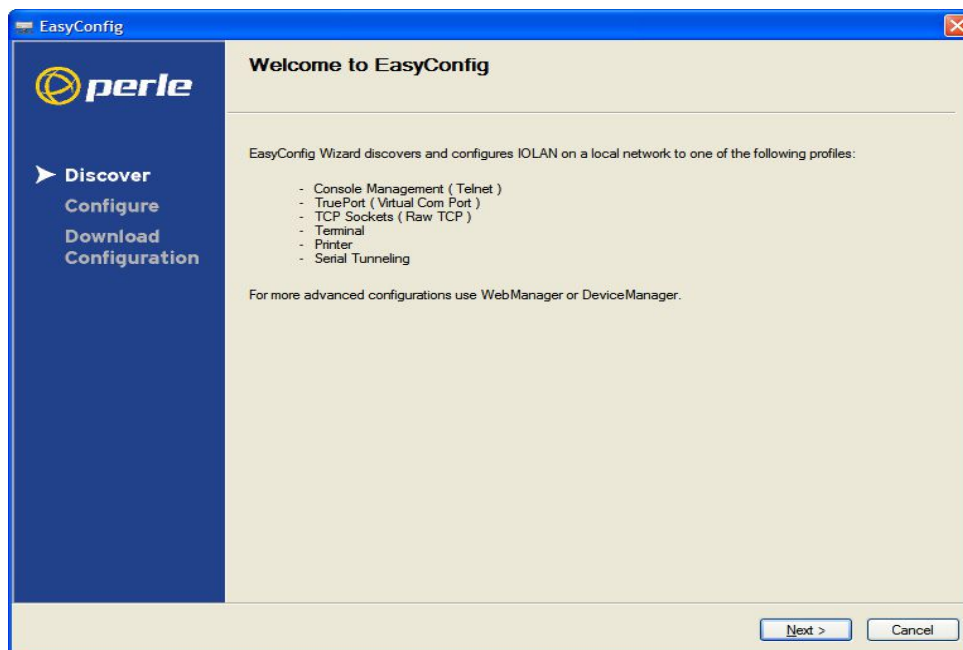 EasyConfig
perle
Discover
Configure
Download
Configuration
Welcome to EasyConfig
EasyConfig Wizard discovers and configures IOLAN on a local network to one of the following profiles:
- Console Management ( Telnet )
- TruePort ( Virtual Com Port )
- TCP Sockets ( Raw TCP )
- Terminal
- Printer
- Serial Tunneling
For more advanced configurations use WebManager or DeviceManager.
Next >
Cancel